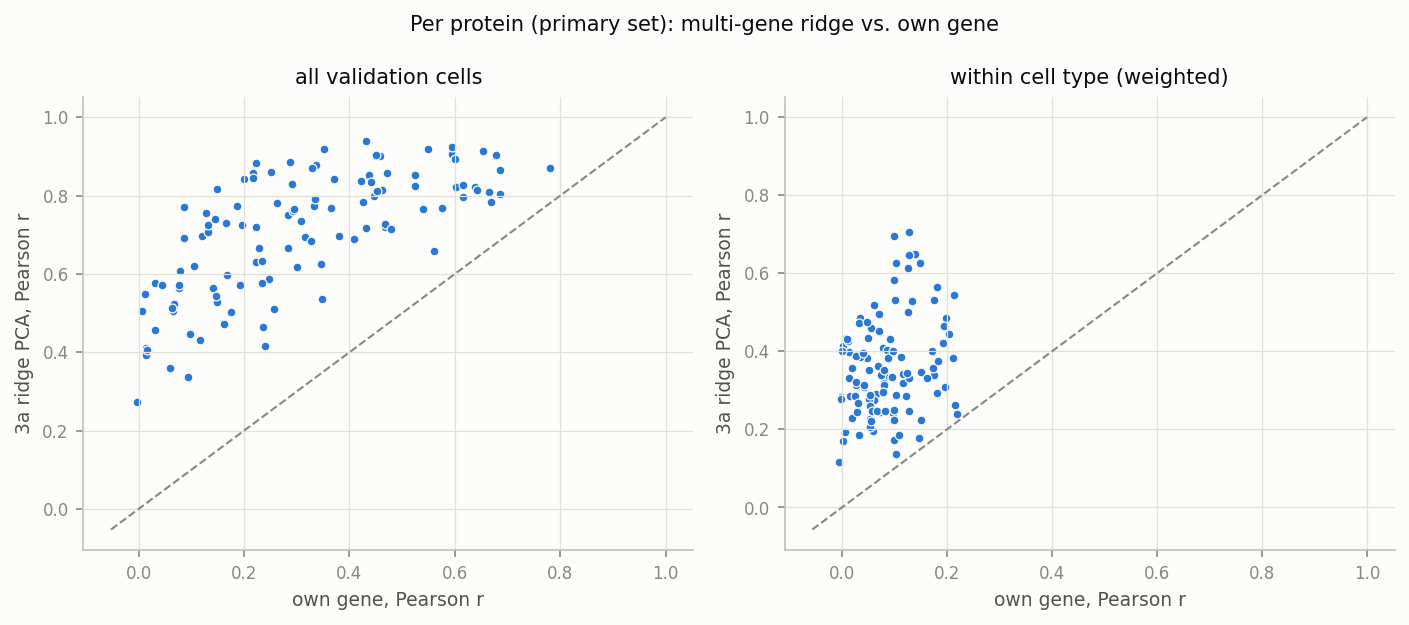 Per protein (primary set): multi-gene ridge vs. own gene
all validation cells
1.0
0.8
0.6
0.4
0.2
0.0
3a ridge PCA, Pearson r
0.0 0.2 0.4 0.6 0.8 1.0
own gene, Pearson r
within cell type (weighted)
1.0
0.8
0.6
0.4
0.2
0.0
3a ridge PCA, Pearson r
0.0 0.2 0.4 0.6 0.8 1.0
own gene, Pearson r